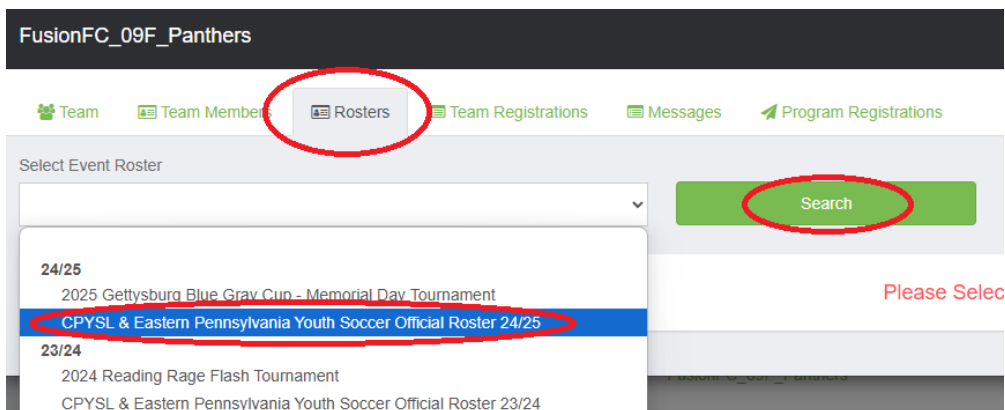 FusionFC_09F_Panthers
Team Team Members Rosters Team Registrations Messages Program Registrations
Select Event Roster
Search
24/25
2025 Gettysburg Blue Gray Cup - Memorial Day Tournament
Please Selec
CPYSL & Eastern Pennsylvania Youth Soccer Official Roster 24/25
23/24
2024 Reading Rage Flash Tournament
FusionFC_09F_Panthers
CPYSL & Eastern Pennsylvania Youth Soccer Official Roster 23/24